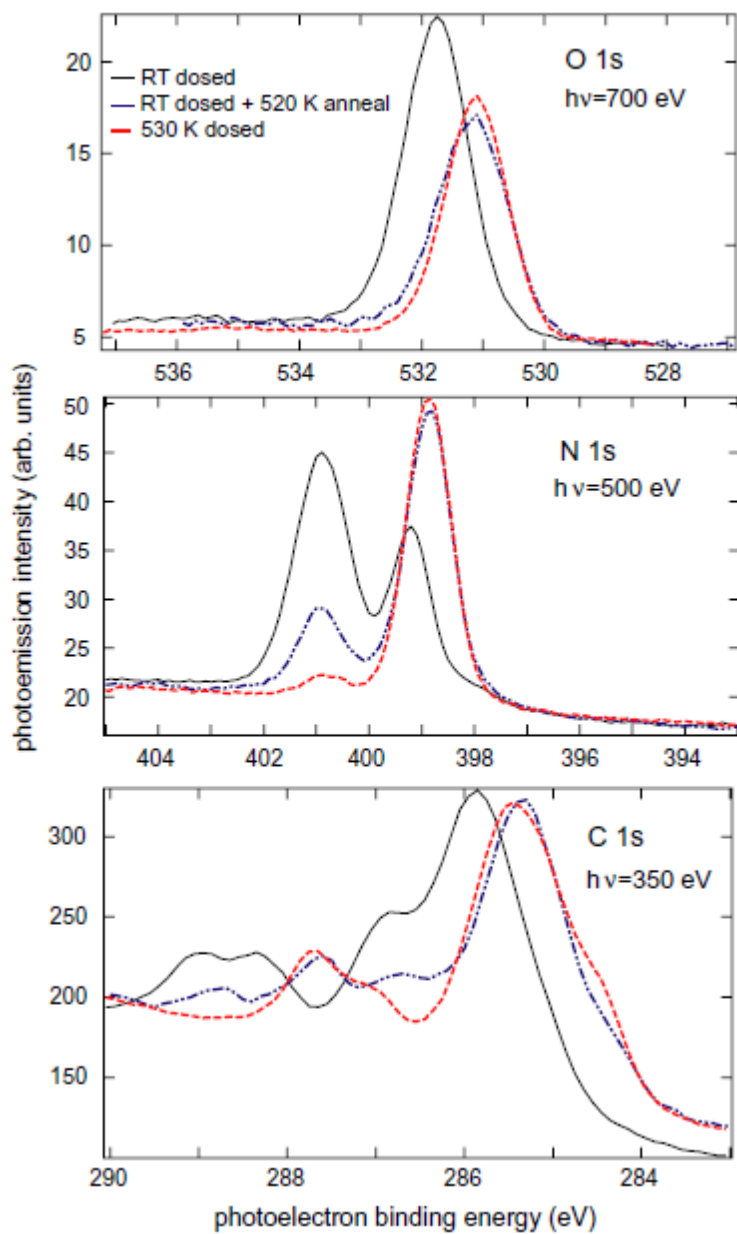 O 1s
hν=700 eV
RT dosed
RT dosed + 520 K anneal
530 K dosed
20
15
10
5
536 534 532 530 528
N 1s
hν=500 eV
50
45
40
35
30
25
20
404 402 400 398 396 394
C 1s
hν=350 eV
300
250
200
150
290 288 286 284
photoemission intensity (arb. units)
photoelectron binding energy (eV)